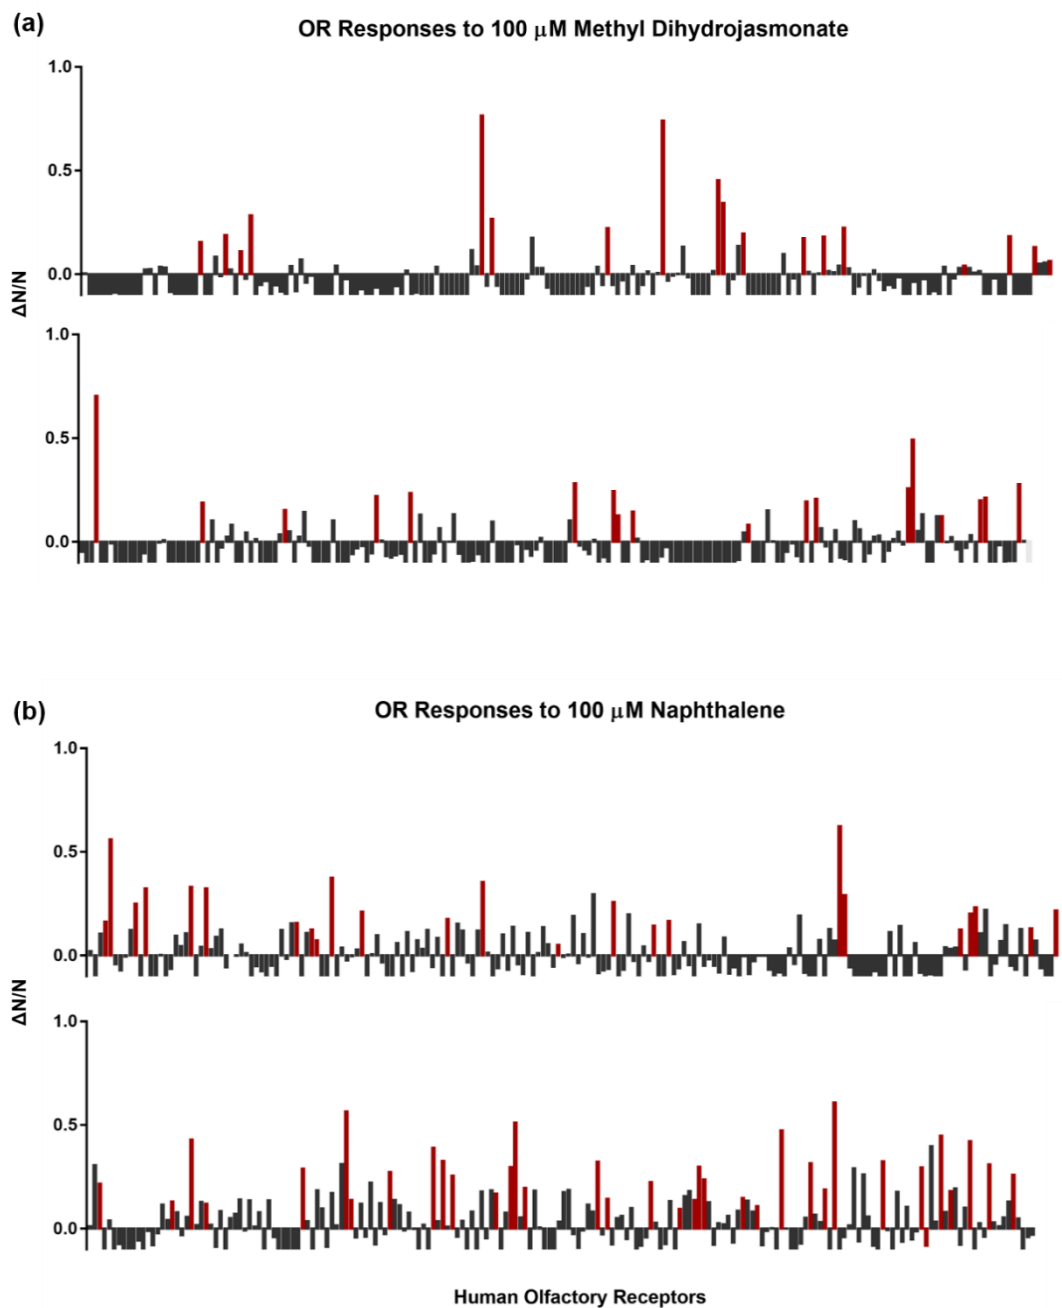 (a)
OR Responses to 100 μM Methyl Dihydrojasmonate
1.0
0.5
0.0
ΔN/N
1.0
0.5
0.0
(b)
OR Responses to 100 μM Naphthalene
1.0
0.5
0.0
ΔN/N
1.0
0.5
0.0
Human Olfactory Receptors